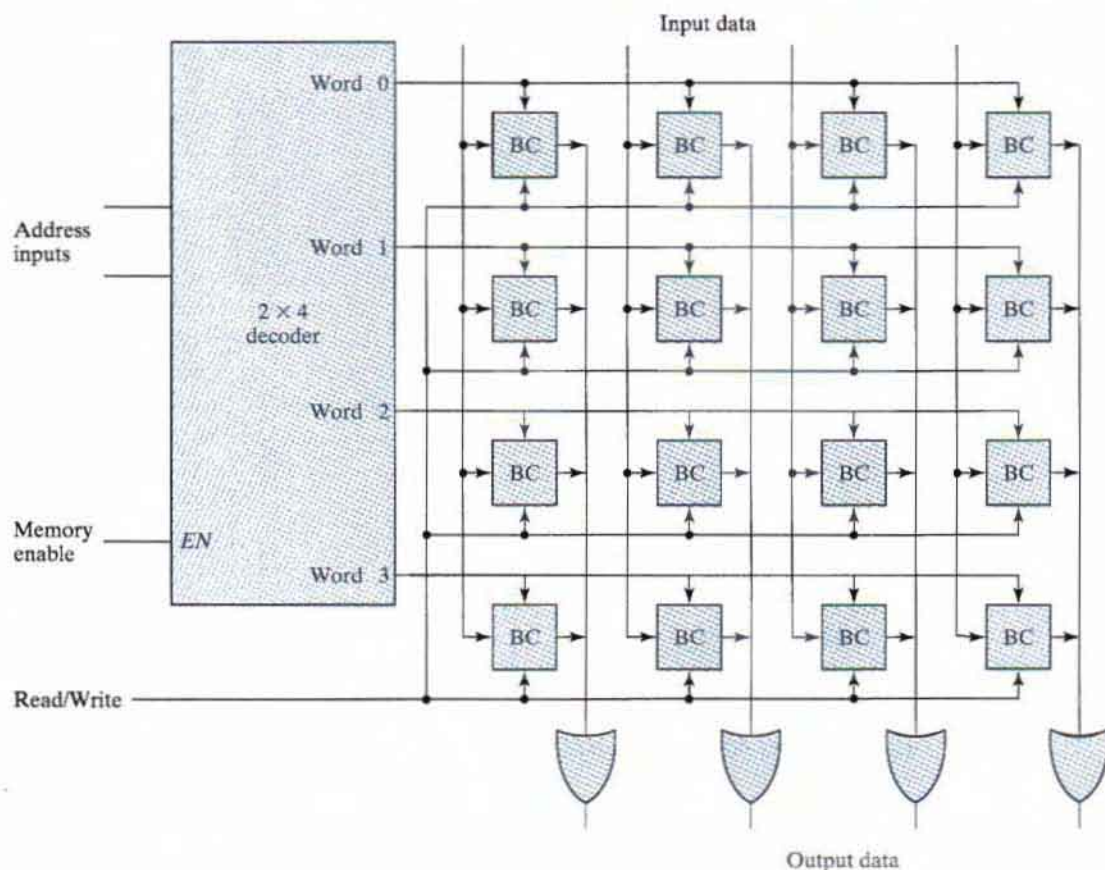 Input data
Word 0
BC BC BC BC
Address
inputs
Word 1
BC BC BC BC
2 × 4
decoder
Word 2
BC BC BC BC
Memory
enable
EN
Word 3
BC BC BC BC
Read/Write
Output data